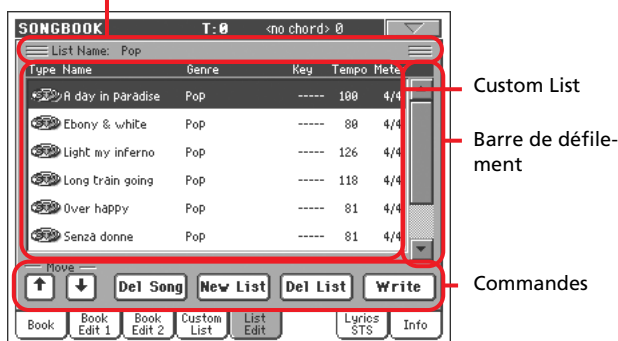 SONGBOOK T:0 <no chord> 0
List Name: Pop
Type Name Genre Key Tempo Mete
A day in paradise Pop ----- 100 4/4
Ebony & white Pop ----- 80 4/4
Light my inferno Pop ----- 126 4/4
Long train going Pop ----- 118 4/4
Over happy Pop ----- 81 4/4
Senza donne Pop ----- 81 4/4
Move
Del Song New List Del List Write
Book Book Edit 1 Book Edit 2 Custom List List Edit Lyrics STS Info
Custom List
Barre de défile-
ment
Commandes